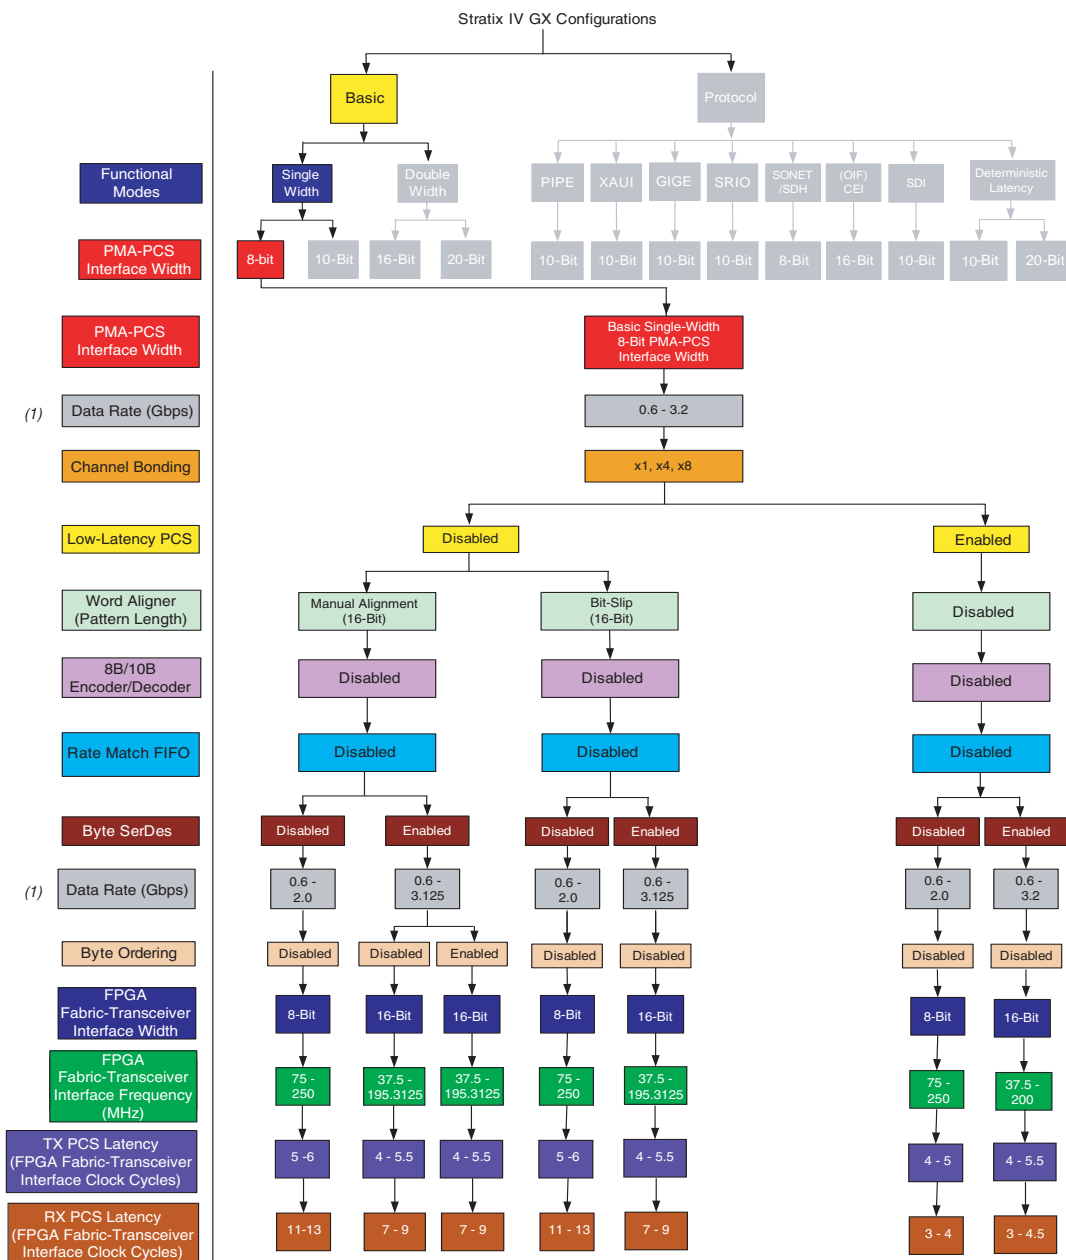 Stratix IV GX Configurations
Basic
Protocol
Functional
Modes
Single
Width
Double
Width
PIPE
XAUI
GIGE
SRIO
SONET
/SDH
(OIF)
CEI
SDI
Deterministic
Latency
PMA-PCS
Interface Width
8-bit
10-Bit
16-Bit
20-Bit
10-Bit
10-Bit
10-Bit
10-Bit
8-Bit
16-Bit
10-Bit
10-Bit
20-Bit
PMA-PCS
Interface Width
Basic Single-Width
8-Bit PMA-PCS
Interface Width
(1)
Data Rate (Gbps)
0.6 - 3.2
Channel Bonding
x1, x4, x8
Low-Latency PCS
Disabled
Enabled
Word Aligner
(Pattern Length)
Manual Alignment
(16-Bit)
Bit-Slip
(16-Bit)
Disabled
8B/10B
Encoder/Decoder
Disabled
Disabled
Disabled
Rate Match FIFO
Disabled
Disabled
Disabled
Byte SerDes
Disabled
Enabled
Disabled
Enabled
Disabled
Enabled
(1)
Data Rate (Gbps)
0.6 -
2.0
0.6 -
3.125
0.6 -
2.0
0.6 -
3.125
0.6 -
2.0
0.6 -
3.2
Byte Ordering
Disabled
Disabled
Enabled
Disabled
Disabled
Disabled
Disabled
FPGA
Fabric-Transceiver
Interface Width
8-Bit
16-Bit
16-Bit
8-Bit
16-Bit
8-Bit
16-Bit
FPGA
Fabric-Transceiver
Interface Frequency
(MHz)
75 -
250
37.5 -
195.3125
37.5 -
195.3125
75 -
250
37.5 -
195.3125
75 -
250
37.5 -
200
TX PCS Latency
(FPGA Fabric-Transceiver
Interface Clock Cycles)
5 -6
4 - 5.5
4 - 5.5
5 -6
4 - 5.5
4 - 5
4 - 5.5
RX PCS Latency
(FPGA Fabric-Transceiver
Interface Clock Cycles)
11-13
7 - 9
7 - 9
11 - 13
7 - 9
3 - 4
3 - 4.5